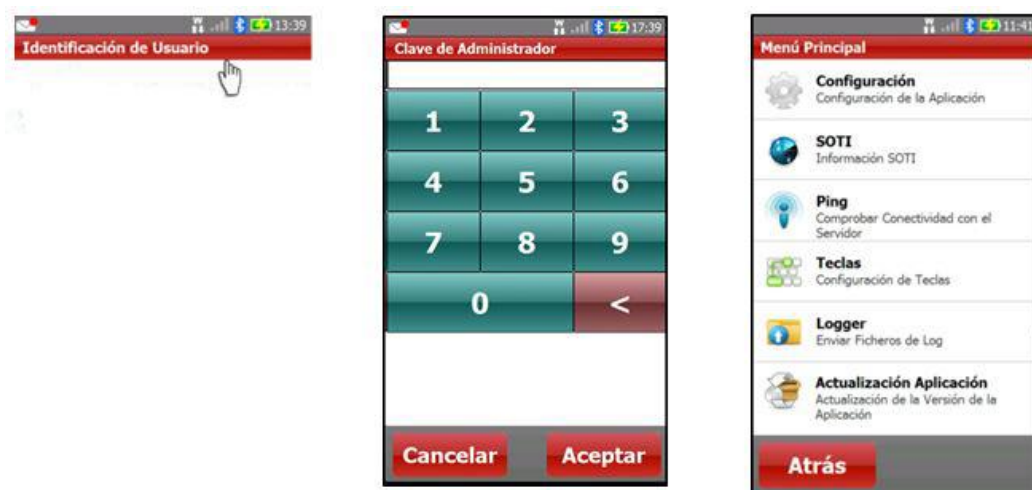 13:39
Identificación de Usuario
17:39
Clave de Administrador
1 2 3
4 5 6
7 8 9
0 <
Cancelar Aceptar
11:41
Menú Principal
Configuración
Configuración de la Aplicación
SOTI
Información SOTI
Ping
Comprobar Conectividad con el
Servidor
Teclas
Configuración de Teclas
Logger
Enviar Ficheros de Log
Actualización Aplicación
Actualización de la Versión de la
Aplicación
Atrás